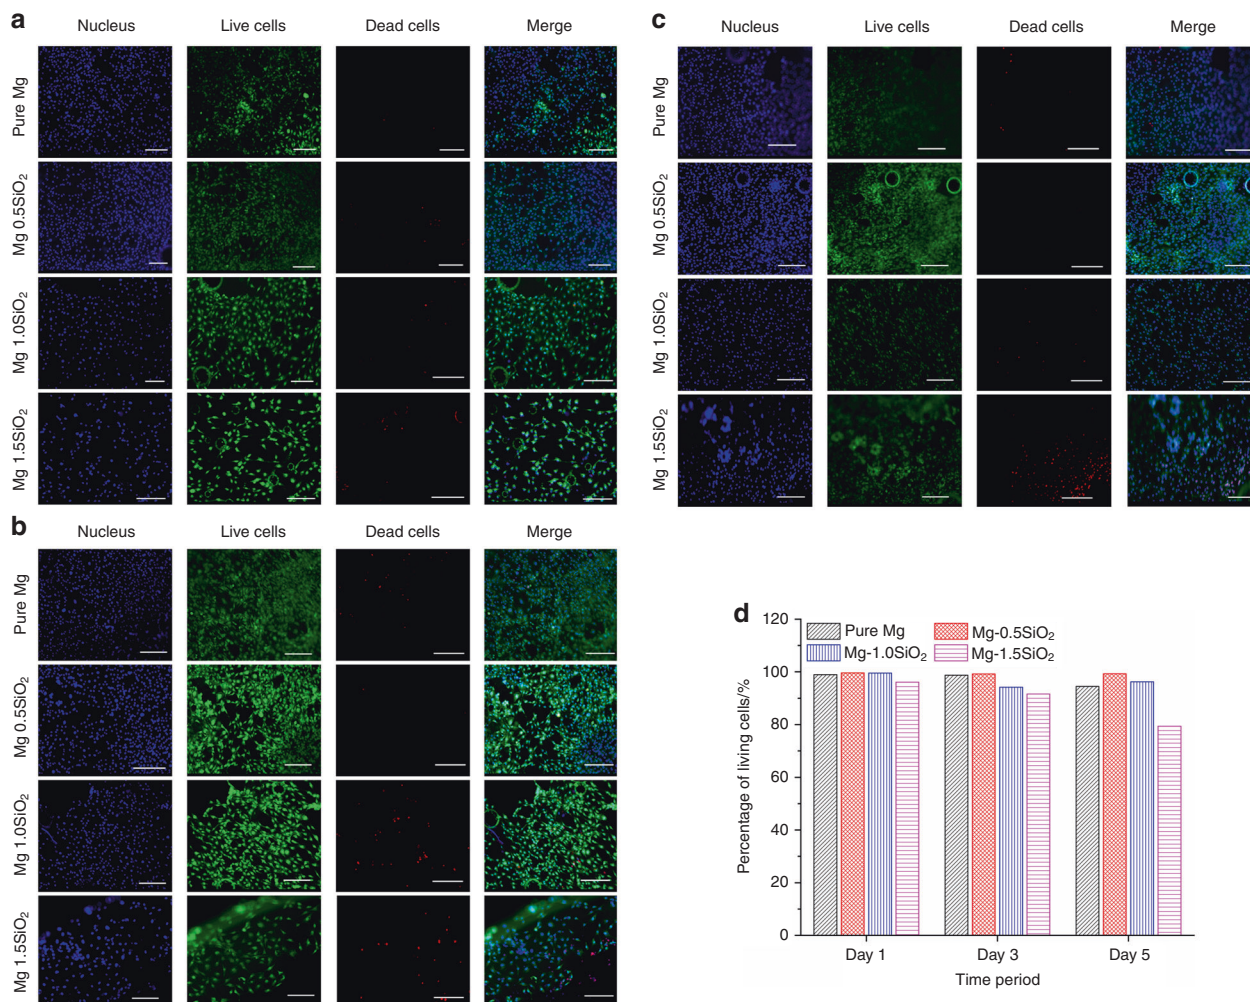 a
Nucleus Live cells Dead cells Merge
Pure Mg
Mg 0.5SiO₂
Mg 1.0SiO₂
Mg 1.5SiO₂
b
Nucleus Live cells Dead cells Merge
Pure Mg
Mg 0.5SiO₂
Mg 1.0SiO₂
Mg 1.5SiO₂
c
Nucleus Live cells Dead cells Merge
Pure Mg
Mg 0.5SiO₂
Mg 1.0SiO₂
Mg 1.5SiO₂
d
Percentage of living cells/%
120
100
80
60
40
20
0
Pure Mg Mg-0.5SiO₂
Mg-1.0SiO₂ Mg-1.5SiO₂
Day 1 Day 3 Day 5
Time period